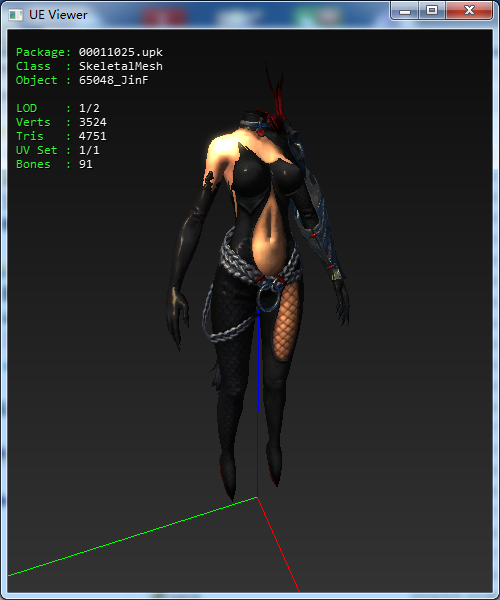 UE Viewer
Package: 00011025.upk
Class : SkeletalMesh
Object : 65048_JinF
LOD : 1/2
Verts : 3524
Tris : 4751
UV Set : 1/1
Bones : 91